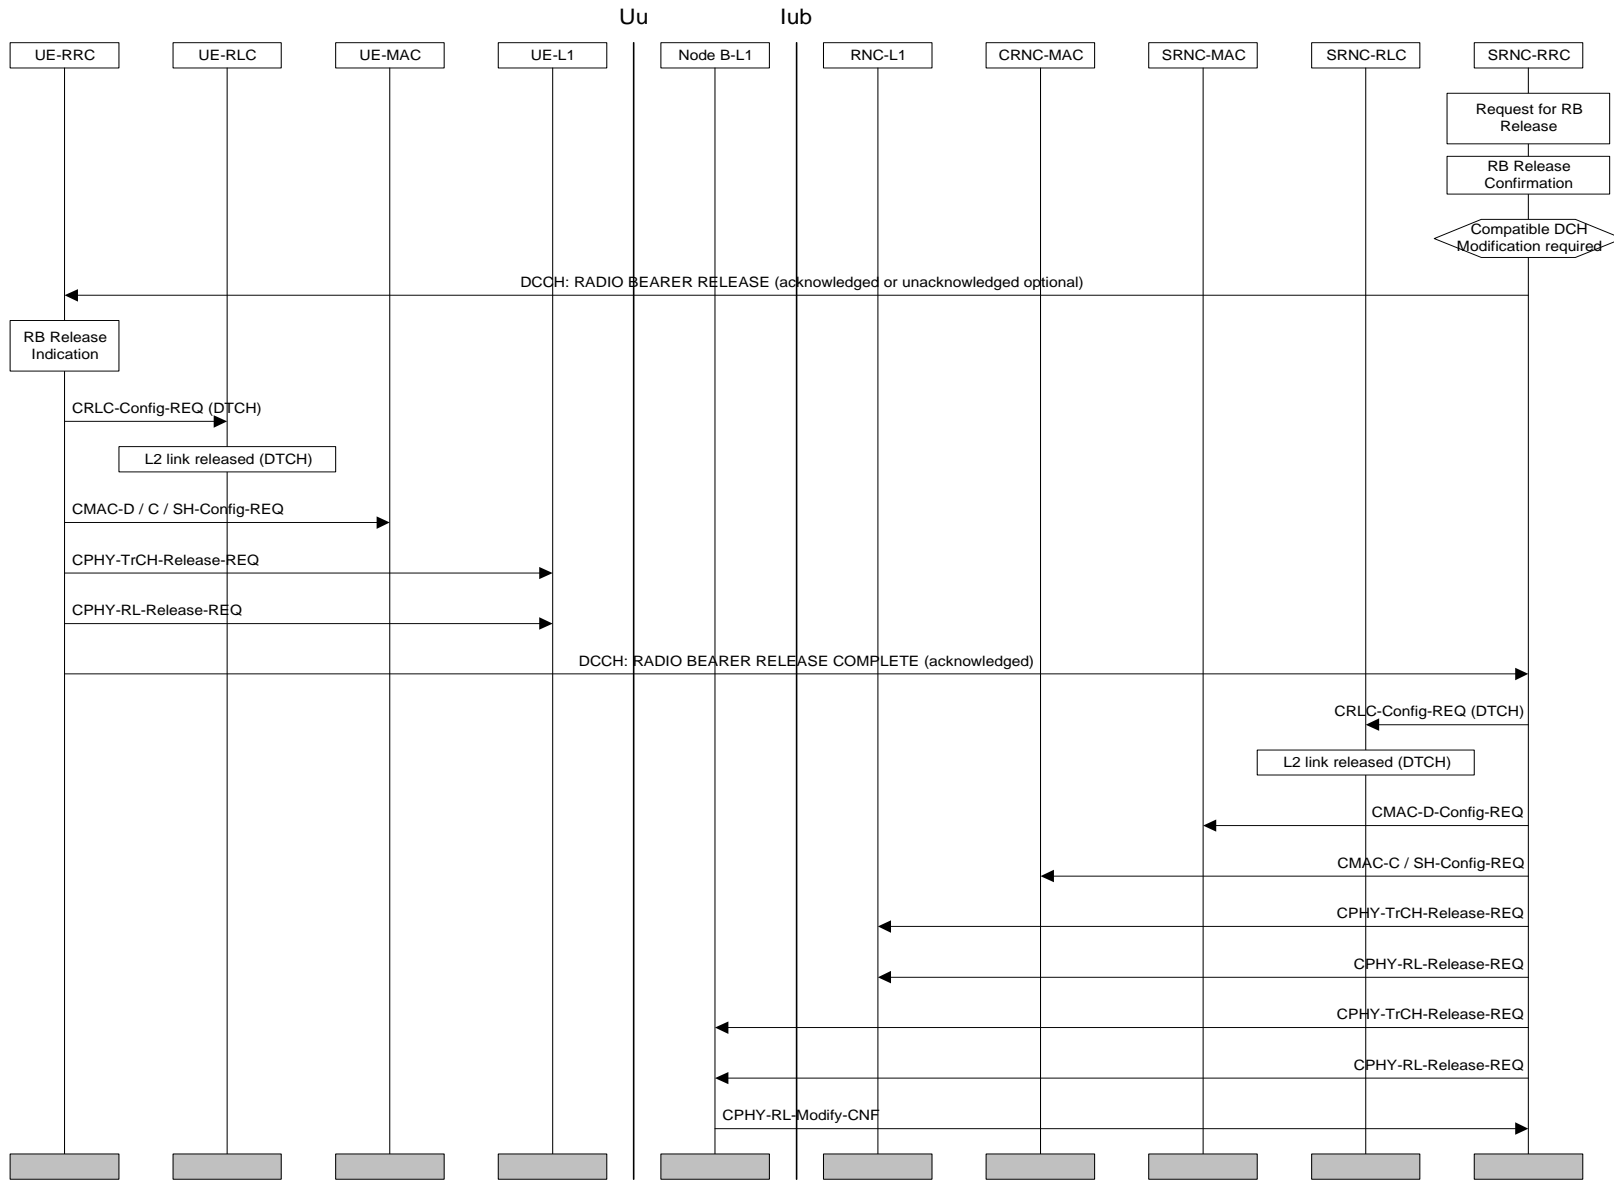 Uu
Iub
UE-RRC
UE-RLC
UE-MAC
UE-L1
Node B-L1
RNC-L1
CRNC-MAC
SRNC-MAC
SRNC-RLC
SRNC-RRC
Request for RB
Release
RB Release
Confirmation
Compatible DCH
Modification required
DCCH: RADIO BEARER RELEASE (acknowledged or unacknowledged optional)
RB Release
Indication
CRLC-Config-REQ (DTCH)
L2 link released (DTCH)
CMAC-D / C / SH-Config-REQ
CPHY-TrCH-Release-REQ
CPHY-RL-Release-REQ
DCCH: RADIO BEARER RELEASE COMPLETE (acknowledged)
CRLC-Config-REQ (DTCH)
L2 link released (DTCH)
CMAC-D-Config-REQ
CMAC-C / SH-Config-REQ
CPHY-TrCH-Release-REQ
CPHY-RL-Release-REQ
CPHY-TrCH-Release-REQ
CPHY-RL-Release-REQ
CPHY-RL-Modify-CNF